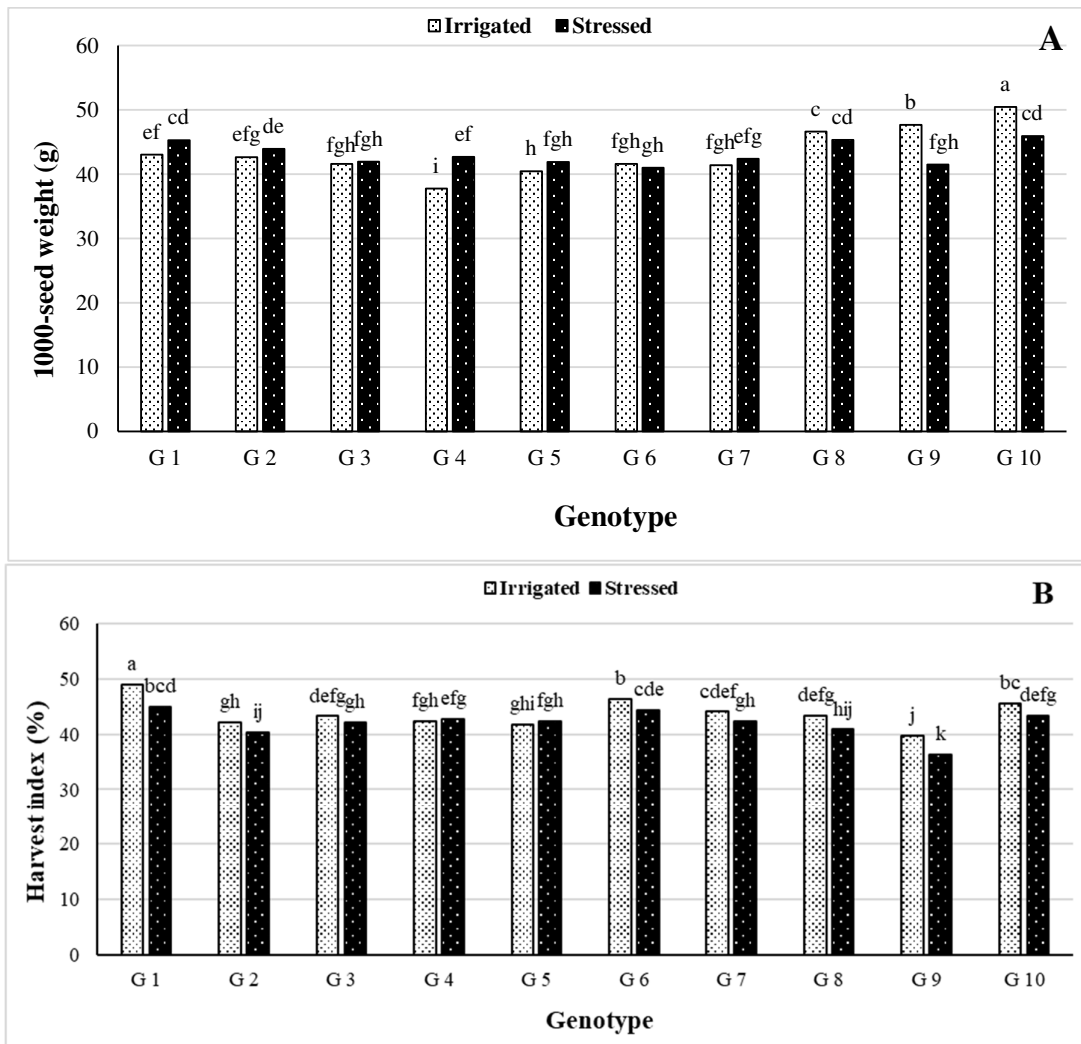 Irrigated Stressed
A
60
50
40
30
20
10
0
1000-seed weight (g)
ef cd efg de fgh fgh i ef h fgh fgh gh fgh efg c cd b fgh a cd
G 1 G 2 G 3 G 4 G 5 G 6 G 7 G 8 G 9 G 10
Genotype
Irrigated Stressed
B
60
50
40
30
20
10
0
Harvest index (%)
a bcd gh ij defg gh fgh efg ghi fgh b cde cdef gh defg hij j k bc defg
G 1 G 2 G 3 G 4 G 5 G 6 G 7 G 8 G 9 G 10
Genotype